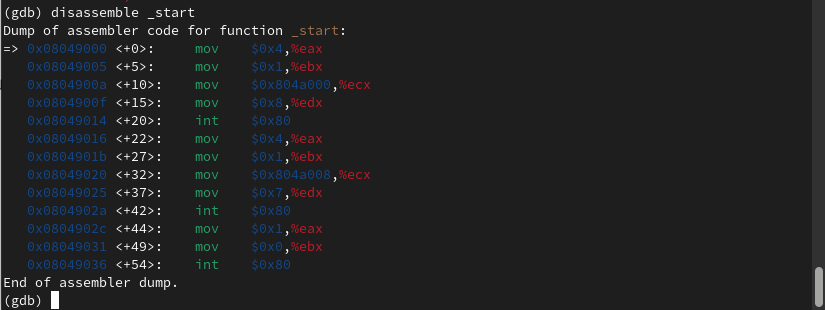 (gdb) disassemble _start
Dump of assembler code for function _start:
=> 0x08049000 <+0>:     mov    $0x4,%eax
   0x08049005 <+5>:     mov    $0x1,%ebx
   0x0804900a <+10>:    mov    $0x804a000,%ecx
   0x0804900f <+15>:    mov    $0x8,%edx
   0x08049014 <+20>:    int    $0x80
   0x08049016 <+22>:    mov    $0x4,%eax
   0x0804901b <+27>:    mov    $0x1,%ebx
   0x08049020 <+32>:    mov    $0x804a008,%ecx
   0x08049025 <+37>:    mov    $0x7,%edx
   0x0804902a <+42>:    int    $0x80
   0x0804902c <+44>:    mov    $0x1,%eax
   0x08049031 <+49>:    mov    $0x0,%ebx
   0x08049036 <+54>:    int    $0x80
End of assembler dump.
(gdb)